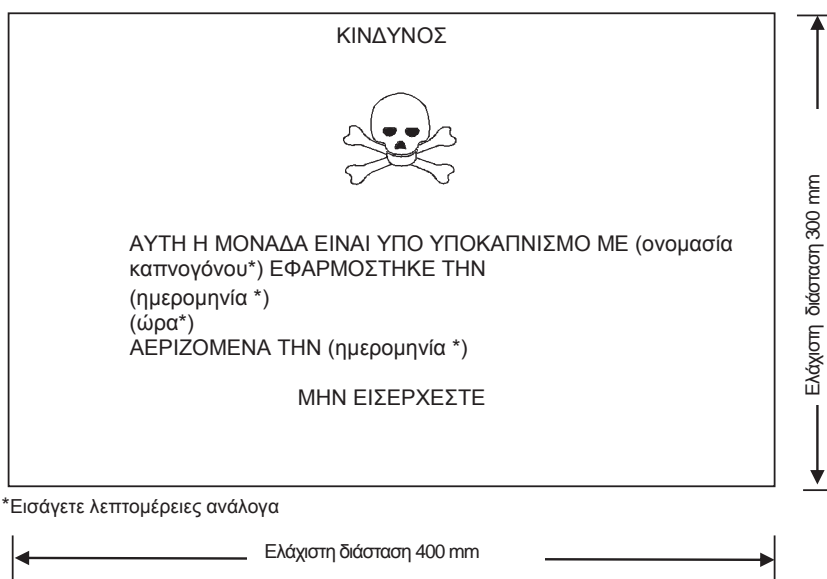 ΚΙΝΔΥΝΟΣ
ΑΥΤΗ Η ΜΟΝΑΔΑ ΕΙΝΑΙ ΥΠΟ ΥΠΟΚΑΠΝΙΣΜΟ ΜΕ (ονομασία
καπνογόνου*) ΕΦΑΡΜΟΣΤΗΚΕ ΤΗΝ
(ημερομηνία *)
(ώρα*)
ΑΕΡΙΖΟΜΕΝΑ ΤΗΝ (ημερομηνία *)
ΜΗΝ ΕΙΣΕΡΧΕΣΤΕ
Ελάχιστη διάσταση 300 mm
*Εισάγετε λεπτομέρειες ανάλογα
Ελάχιστη διάσταση 400 mm